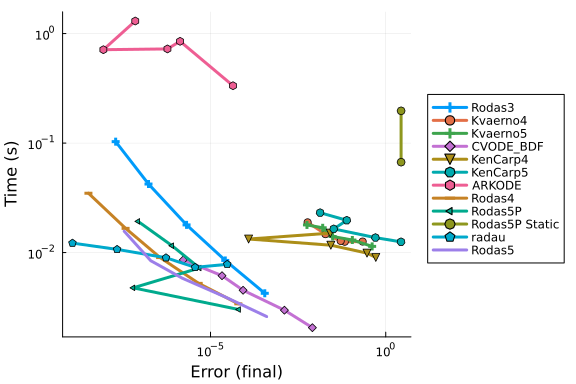 Time (s)
10⁰
10⁻¹
10⁻²
10⁻⁵
10⁰
Error (final)
Rodas3
Kvaerno4
Kvaerno5
CVODE_BDF
KenCarp4
KenCarp5
ARKODE
Rodas4
Rodas5P
Rodas5P Static
radau
Rodas5